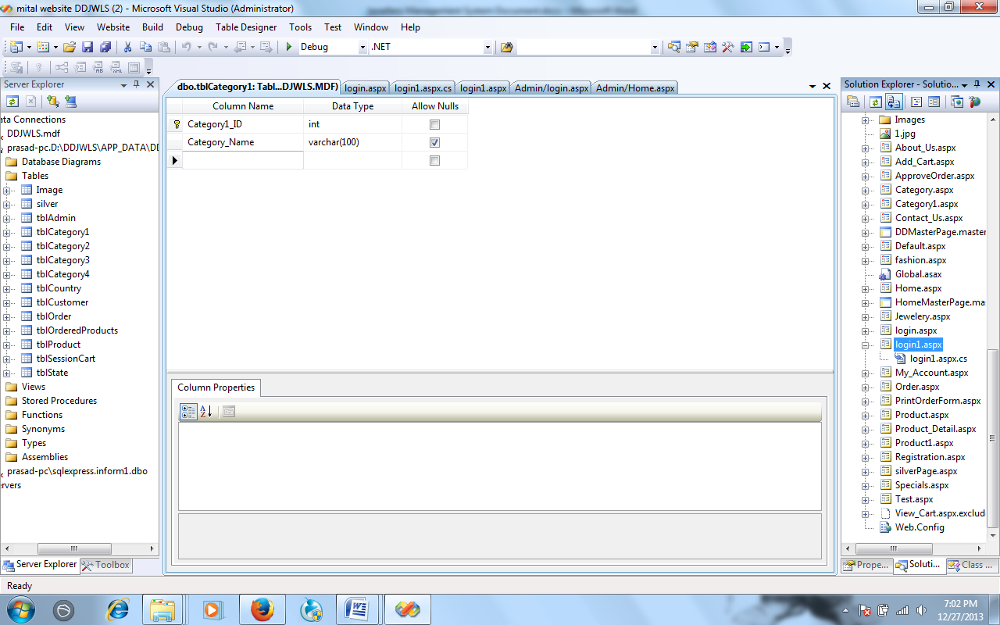 mital website DDJWLS (2) - Microsoft Visual Studio (Administrator)
File Edit View Website Build Debug Table Designer Tools Test Window Help
Debug .NET
Server Explorer
ata Connections
DDJWLS.mdf
prasad-pc.D:\DDJWLS\APP_DATA\DD
Database Diagrams
Tables
Image
silver
tblAdmin
tblCategory1
tblCategory2
tblCategory3
tblCategory4
tblCountry
tblCustomer
tblOrder
tblOrderedProducts
tblProduct
tblSessionCart
tblState
Views
Stored Procedures
Functions
Synonyms
Types
Assemblies
prasad-pc\sqlexpress.inform1.dbo
ervers
Server Explorer Toolbox
dbo.tblCategory1: Tabl...DJWLS.MDF) login.aspx login1.aspx.cs login1.aspx Admin/login.aspx Admin/Home.aspx
Column Name Data Type Allow Nulls
Category1_ID int
Category_Name varchar(100)
Column Properties
Solution Explorer - Solutio...
Images
1.jpg
About_Us.aspx
Add_Cart.aspx
ApproveOrder.aspx
Category.aspx
Category1.aspx
Contact_Us.aspx
DDMasterPage.master
Default.aspx
fashion.aspx
Global.asax
Home.aspx
HomeMasterPage.mas
Jewelery.aspx
login.aspx
login1.aspx
login1.aspx.cs
My_Account.aspx
Order.aspx
PrintOrderForm.aspx
Product.aspx
Product_Detail.aspx
Product1.aspx
Registration.aspx
silverPage.aspx
Specials.aspx
Test.aspx
View_Cart.aspx.exclud
Web.Config
Prope... Soluti... Class ...
Ready
7:02 PM
12/27/2013